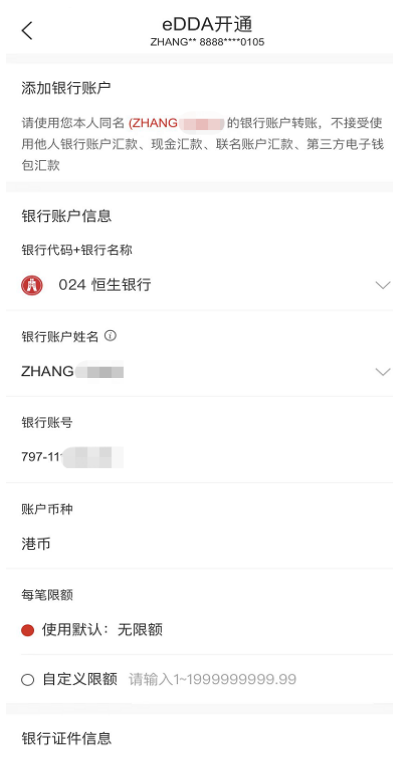 eDDA开通
ZHANG** 8888****0105
添加银行账户
请使用您本人同名 (ZHANG 的银行账户转账，不接受使
用他人银行账户汇款、现金汇款、联名账户汇款、第三方电子钱
包汇款
银行账户信息
银行代码+银行名称
024 恒生银行
银行账户姓名
ZHANG
银行账号
797-11
账户币种
港币
每笔限额
使用默认：无限额
自定义限额 请输入1~1999999999.99
银行证件信息